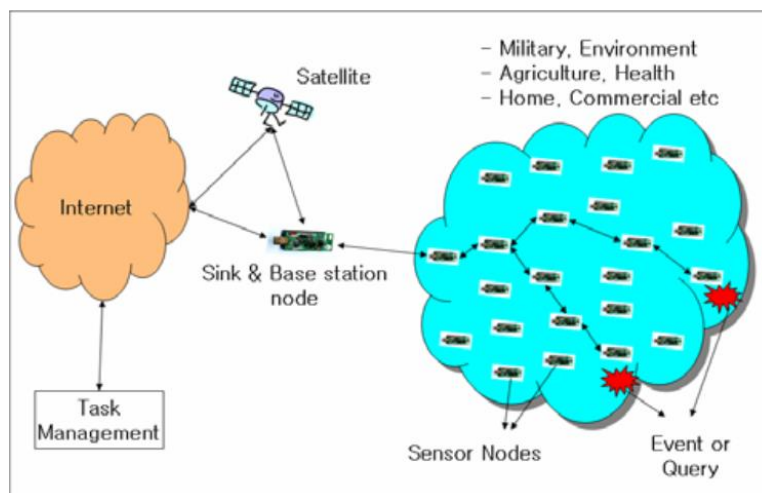 - Military, Environment
- Agriculture, Health
- Home, Commercial etc
Satellite
Internet
Sink & Base station
node
Task
Management
Sensor Nodes
Event or
Query